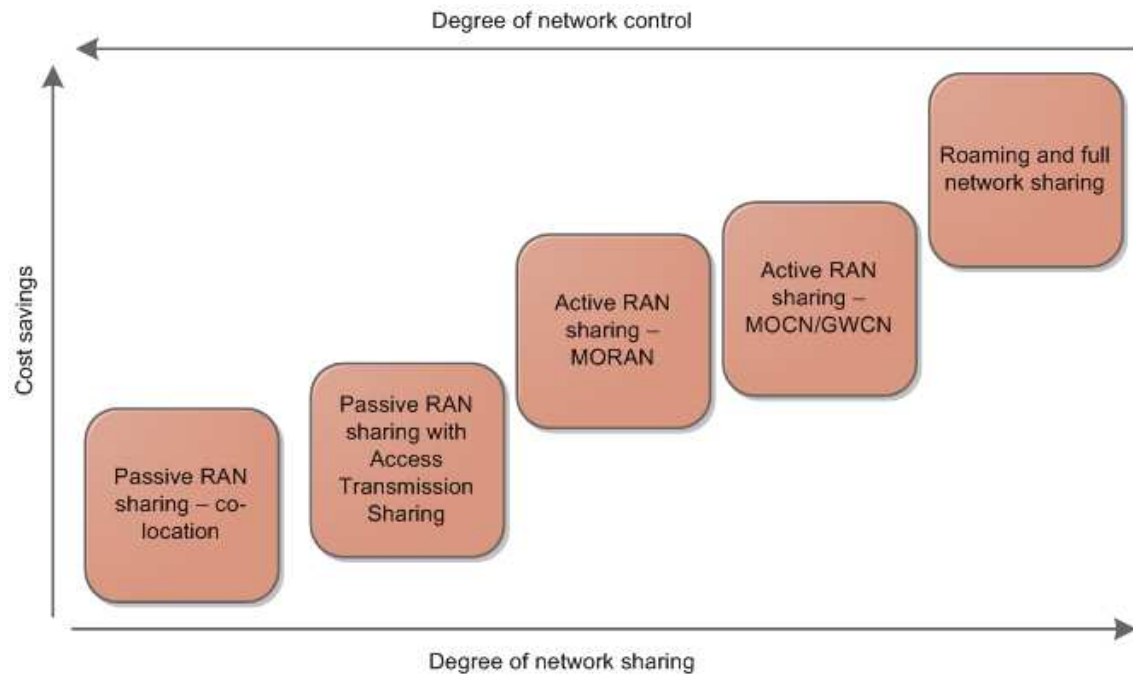 Degree of network control
Roaming and full
network sharing
Active RAN
sharing –
MOCN/GWCN
Active RAN
sharing –
MORAN
Passive RAN
sharing with
Access
Transmission
Sharing
Passive RAN
sharing – co-
location
Cost savings
Degree of network sharing